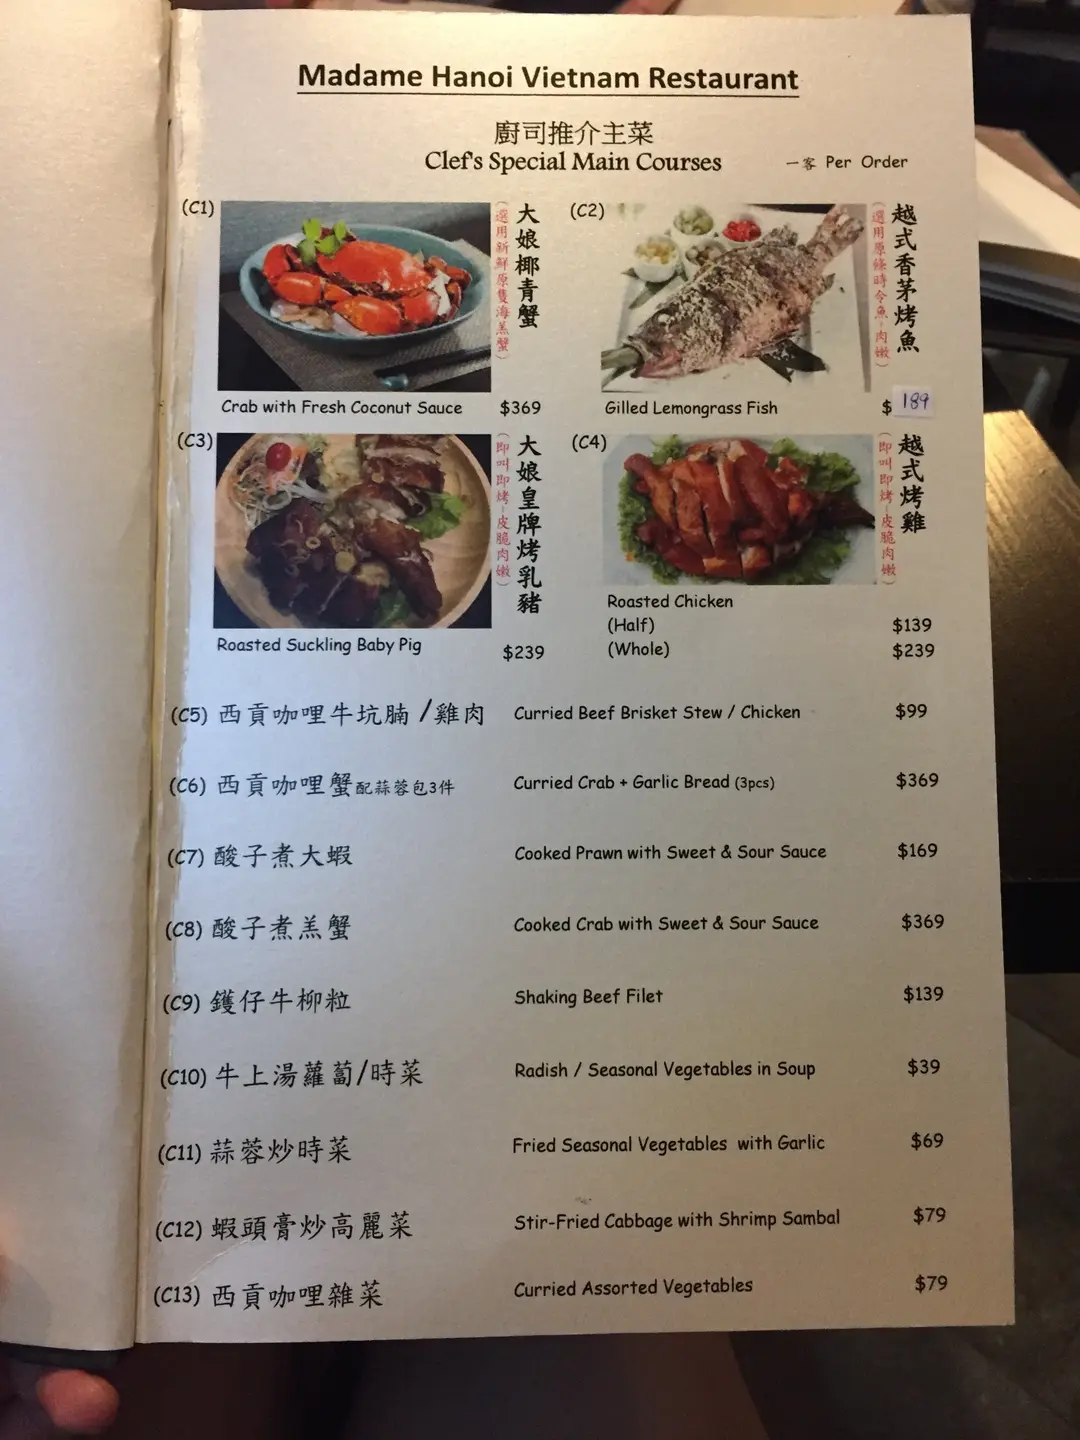 Madame Hanoi Vietnam Restaurant
廚司推介主菜
Clef's Special Main Courses
一客 Per Order
(C1)
大娘椰青蟹
(選用新鮮原隻海羔蟹)
Crab with Fresh Coconut Sauce $369
(C2)
越式香茅烤魚
(選用原條時令魚-肉嫩)
Gilled Lemongrass Fish $ 189
(C3)
大娘皇牌烤乳豬
(即叫即烤-皮脆肉嫩)
Roasted Suckling Baby Pig $239
(C4)
越式烤雞
(即叫即烤-皮脆肉嫩)
Roasted Chicken
(Half) $139
(Whole) $239
(C5) 西貢咖哩牛坑腩 /雞肉 Curried Beef Brisket Stew / Chicken $99
(C6) 西貢咖哩蟹配蒜蓉包3件 Curried Crab + Garlic Bread (3pcs) $369
(C7) 酸子煮大蝦 Cooked Prawn with Sweet & Sour Sauce $169
(C8) 酸子煮羔蟹 Cooked Crab with Sweet & Sour Sauce $369
(C9) 鑊仔牛柳粒 Shaking Beef Filet $139
(C10) 牛上湯蘿蔔/時菜 Radish / Seasonal Vegetables in Soup $39
(C11) 蒜蓉炒時菜 Fried Seasonal Vegetables with Garlic $69
(C12) 蝦頭膏炒高麗菜 Stir-Fried Cabbage with Shrimp Sambal $79
(C13) 西貢咖哩雜菜 Curried Assorted Vegetables $79